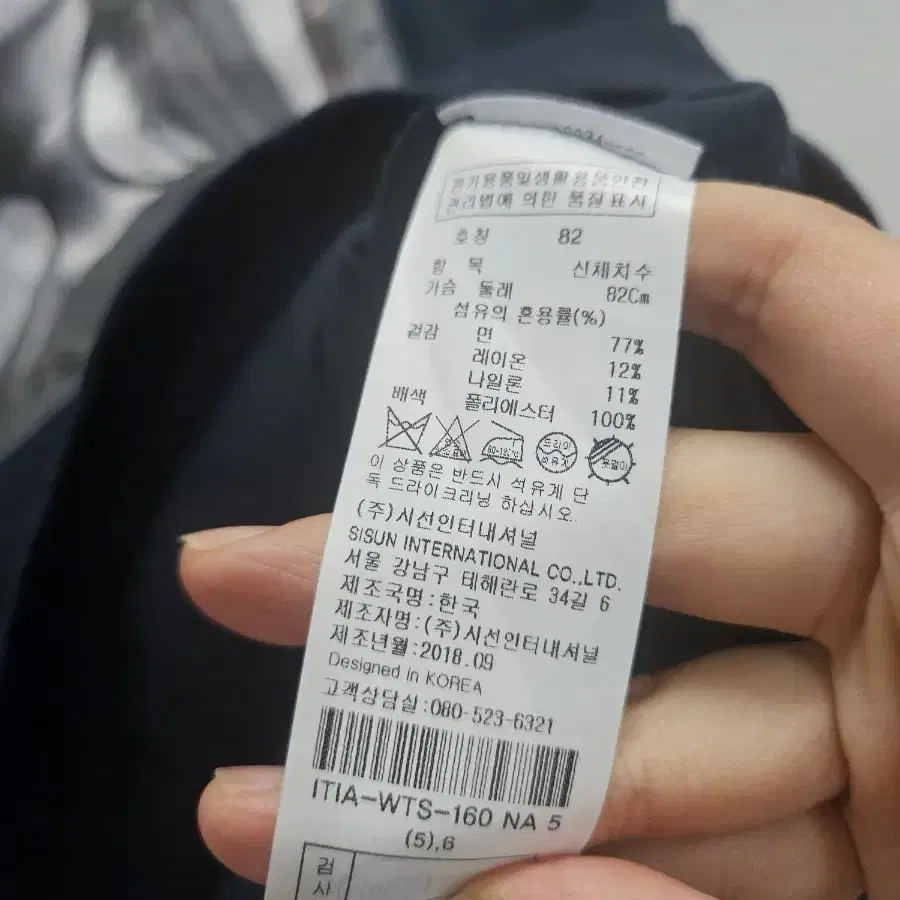 전기용품및생활용품안전
관리법에 의한 품질표시
호칭 82
항 목 신체치수
가슴 둘레 82Cm
섬유의 혼용률(%)
겉감 면 77%
레이온 12%
나일론 11%
배색 폴리에스터 100%
드라이
석유계
이 상품은 반드시 석유계 단
독 드라이크리닝 하십시오.
(주)시선인터내셔널
SISUN INTERNATIONAL CO.,LTD.
서울 강남구 테헤란로 34길 6
제조국명:한국
제조자명:(주)시선인터내셔널
제조년월:2018.09
Designed in KOREA
고객상담실:080-523-6321
ITIA-WTS-160 NA 5
(5),6
검
사